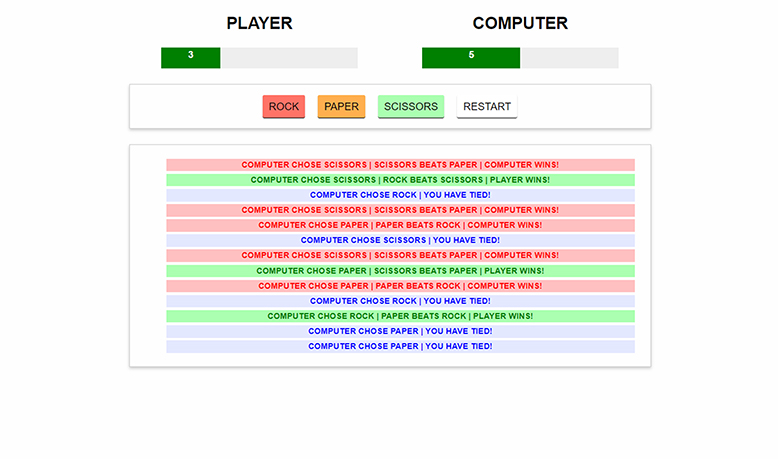 PLAYER COMPUTER
3 5
ROCK PAPER SCISSORS RESTART
COMPUTER CHOSE SCISSORS | SCISSORS BEATS PAPER | COMPUTER WINS!
COMPUTER CHOSE SCISSORS | ROCK BEATS SCISSORS | PLAYER WINS!
COMPUTER CHOSE ROCK | YOU HAVE TIED!
COMPUTER CHOSE SCISSORS | SCISSORS BEATS PAPER | COMPUTER WINS!
COMPUTER CHOSE PAPER | PAPER BEATS ROCK | COMPUTER WINS!
COMPUTER CHOSE SCISSORS | YOU HAVE TIED!
COMPUTER CHOSE SCISSORS | SCISSORS BEATS PAPER | COMPUTER WINS!
COMPUTER CHOSE PAPER | SCISSORS BEATS PAPER | PLAYER WINS!
COMPUTER CHOSE PAPER | PAPER BEATS ROCK | COMPUTER WINS!
COMPUTER CHOSE ROCK | YOU HAVE TIED!
COMPUTER CHOSE ROCK | PAPER BEATS ROCK | PLAYER WINS!
COMPUTER CHOSE PAPER | YOU HAVE TIED!
COMPUTER CHOSE PAPER | YOU HAVE TIED!